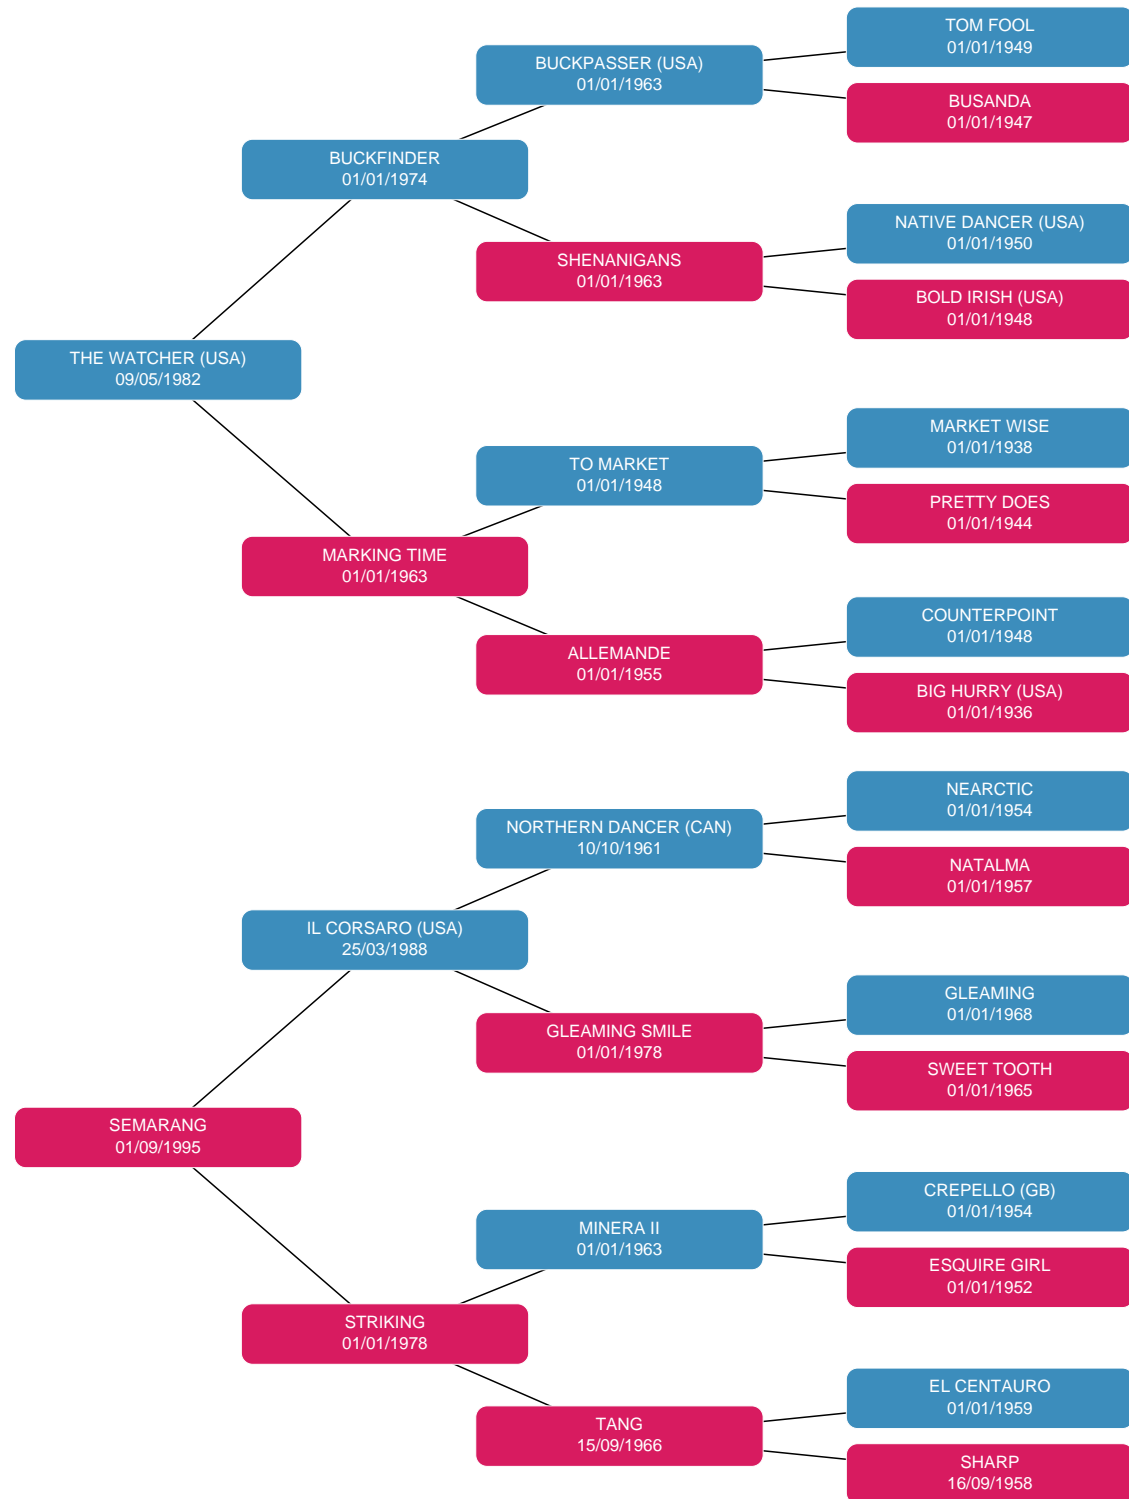 TOM FOOL
01/01/1949
BUCKPASSER (USA)
01/01/1963
BUSANDA
01/01/1947
BUCKFINDER
01/01/1974
NATIVE DANCER (USA)
01/01/1950
SHENANIGANS
01/01/1963
BOLD IRISH (USA)
01/01/1948
THE WATCHER (USA)
09/05/1982
MARKET WISE
01/01/1938
TO MARKET
01/01/1948
PRETTY DOES
01/01/1944
MARKING TIME
01/01/1963
COUNTERPOINT
01/01/1948
ALLEMANDE
01/01/1955
BIG HURRY (USA)
01/01/1936
NEARCTIC
01/01/1954
NORTHERN DANCER (CAN)
10/10/1961
NATALMA
01/01/1957
IL CORSARO (USA)
25/03/1988
GLEAMING
01/01/1968
GLEAMING SMILE
01/01/1978
SWEET TOOTH
01/01/1965
SEMARANG
01/09/1995
CREPELLO (GB)
01/01/1954
MINERA II
01/01/1963
ESQUIRE GIRL
01/01/1952
STRIKING
01/01/1978
EL CENTAURO
01/01/1959
TANG
15/09/1966
SHARP
16/09/1958